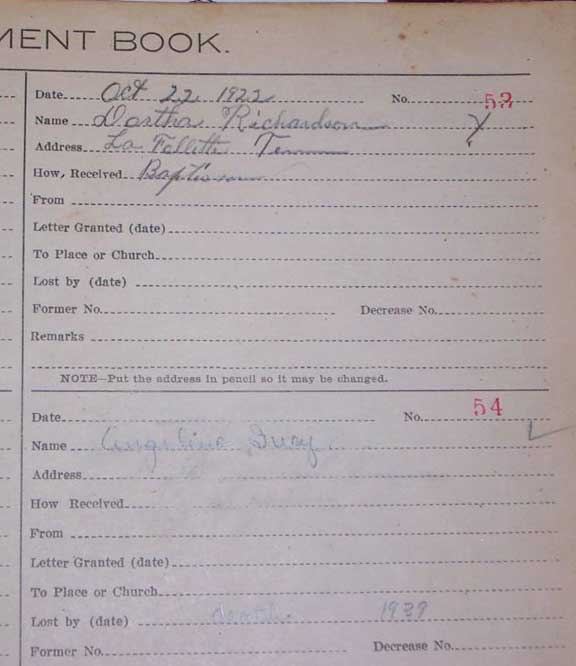 MENT BOOK.
Date Oct 22 1922 No. 53
Name Dortha Richardson
Address La Follette Tenn
How, Received Baptism
From
Letter Granted (date)
To Place or Church
Lost by (date)
Former No. Decrease No.
Remarks
NOTE—Put the address in pencil so it may be changed.
Date No. 54
Name Angeline
Address
How Received
From
Letter Granted (date)
To Place or Church
Lost by (date) death 1939
Former No. Decrease No.